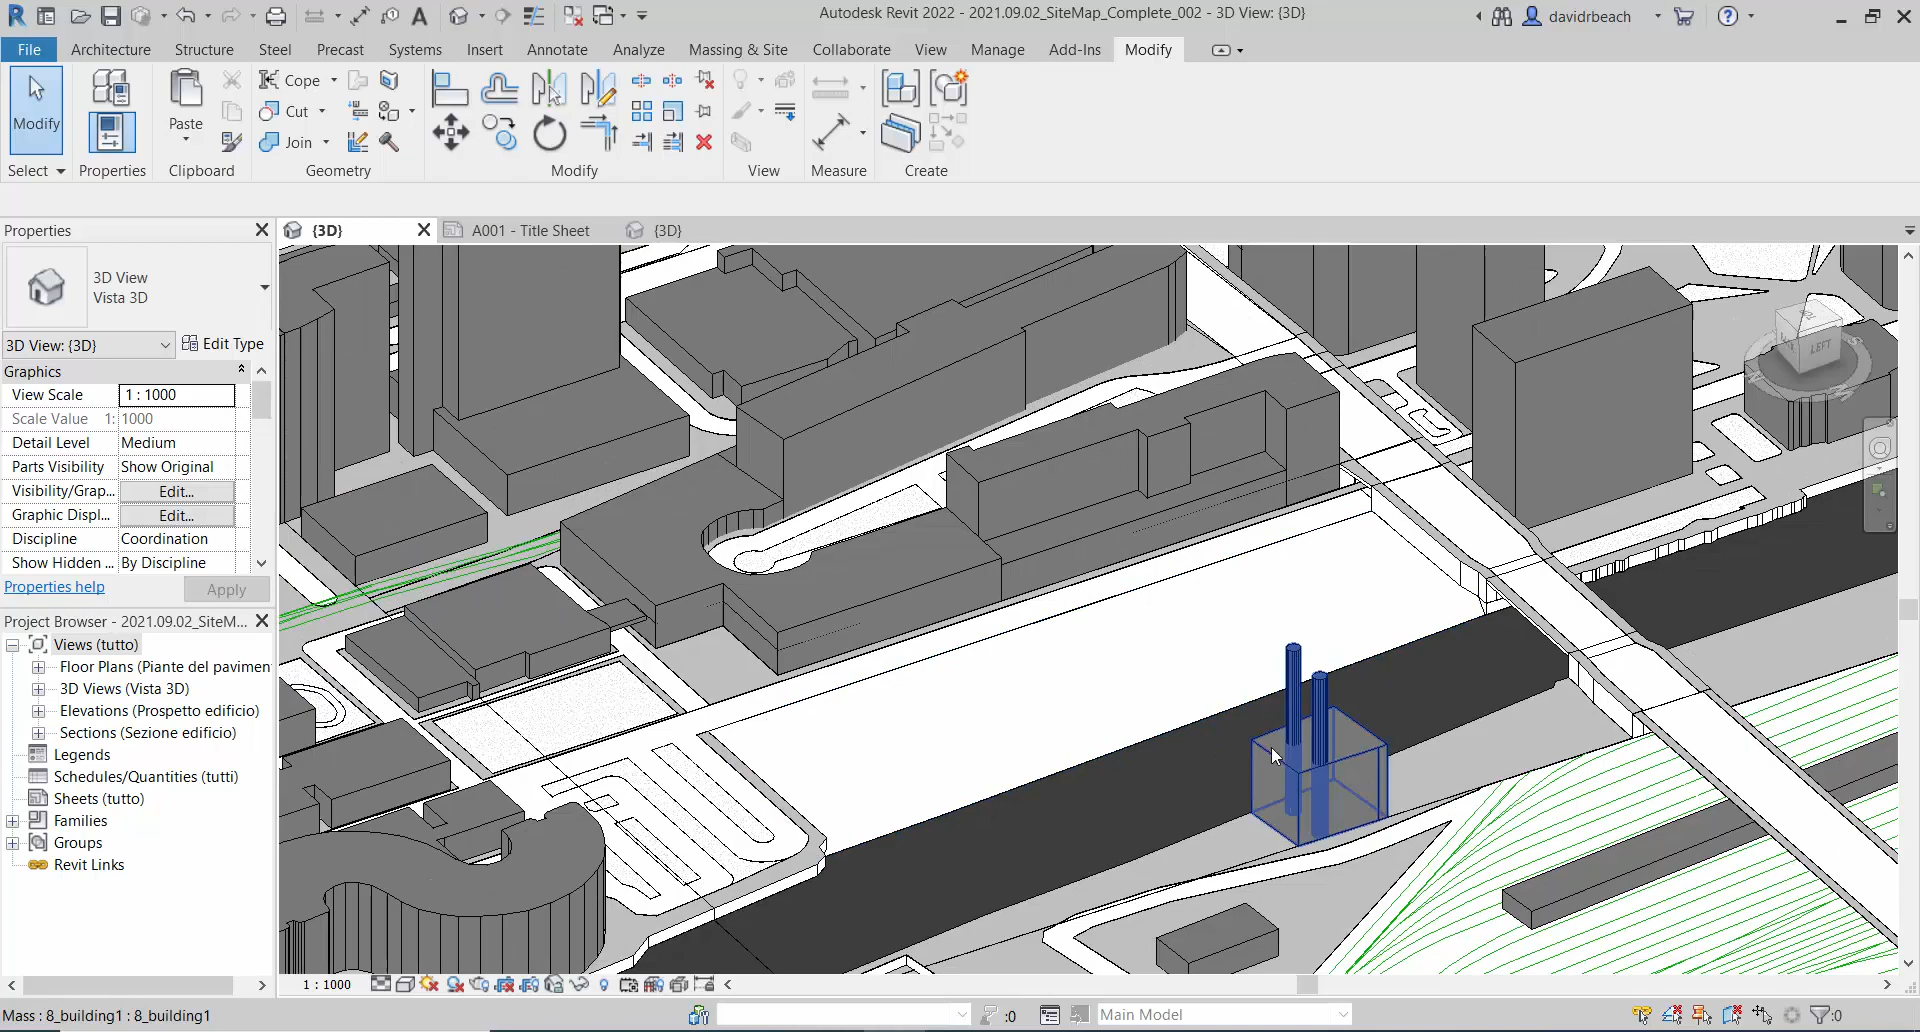 Autodesk Revit 2022 - 2021.09.02_SiteMap_Complete_002 - 3D View: {3D}
davidrbeach
File Architecture Structure Steel Precast Systems Insert Annotate Analyze Massing & Site Collaborate View Manage Add-Ins Modify
Modify
Paste
Cope
Cut
Join
Select Properties Clipboard Geometry Modify View Measure Create
Properties
{3D}
A001 - Title Sheet
{3D}
3D View
Vista 3D
3D View: {3D}
Edit Type
Graphics
View Scale 1 : 1000
Scale Value 1: 1000
Detail Level Medium
Parts Visibility Show Original
Visibility/Grap... Edit...
Graphic Displ... Edit...
Discipline Coordination
Show Hidden ... By Discipline
Properties help
Apply
Project Browser - 2021.09.02_SiteM...
Views (tutto)
Floor Plans (Piante del pavimen
3D Views (Vista 3D)
Elevations (Prospetto edificio)
Sections (Sezione edificio)
Legends
Schedules/Quantities (tutti)
Sheets (tutto)
Families
Groups
Revit Links
LEFT
1 : 1000
Mass : 8_building1 : 8_building1
:0
Main Model
:0